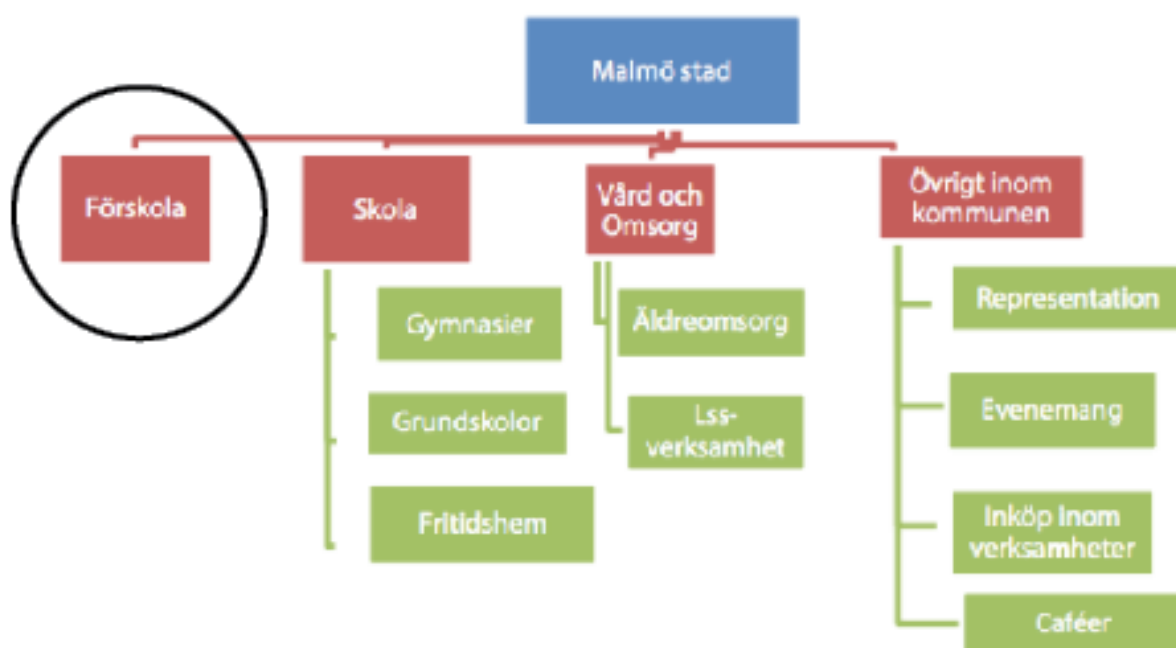 Malmö stad
Förskola
Skola
Vård och
Omsorg
Övrigt inom
kommunen
Gymnasier
Grundskolor
Fritidshem
Äldreomsorg
Lss-
verksamhet
Representation
Evenemang
Inköp inom
verksamheter
Caféer